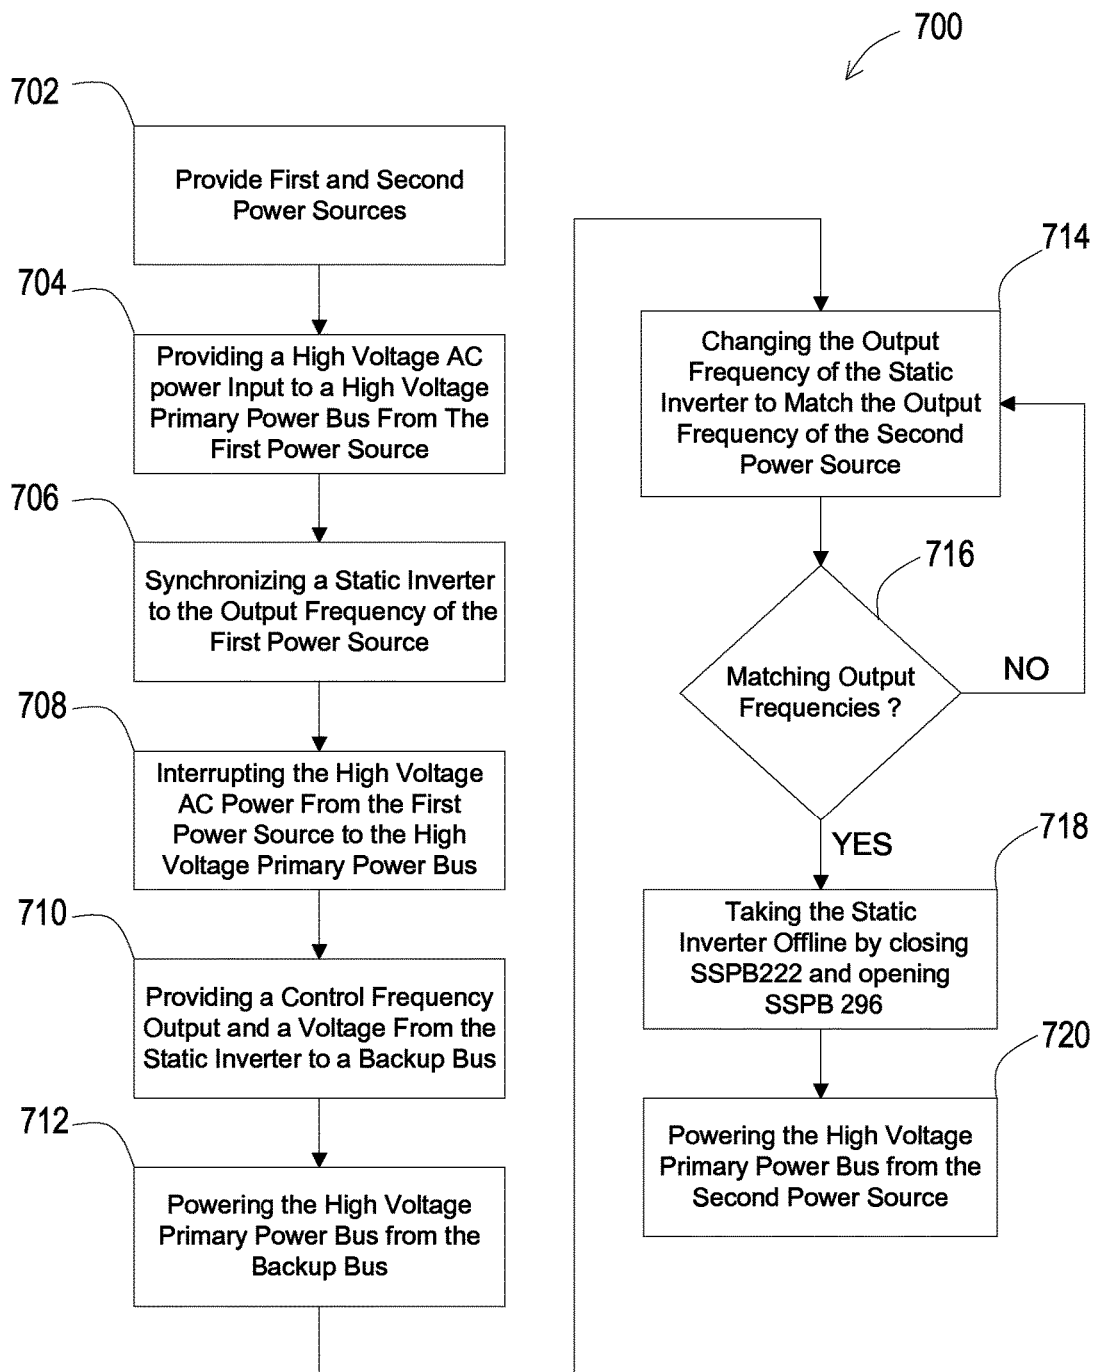 700
702
Provide First and Second
Power Sources
704
Providing a High Voltage AC
power Input to a High Voltage
Primary Power Bus From The
First Power Source
706
Synchronizing a Static Inverter
to the Output Frequency of the
First Power Source
708
Interrupting the High Voltage
AC Power From the First
Power Source to the High
Voltage Primary Power Bus
710
Providing a Control Frequency
Output and a Voltage From the
Static Inverter to a Backup Bus
712
Powering the High Voltage
Primary Power Bus from the
Backup Bus
714
Changing the Output
Frequency of the Static
Inverter to Match the Output
Frequency of the Second
Power Source
716
Matching Output
Frequencies ?
NO
YES
718
Taking the Static
Inverter Offline by closing
SSPB222 and opening
SSPB 296
720
Powering the High Voltage
Primary Power Bus from the
Second Power Source